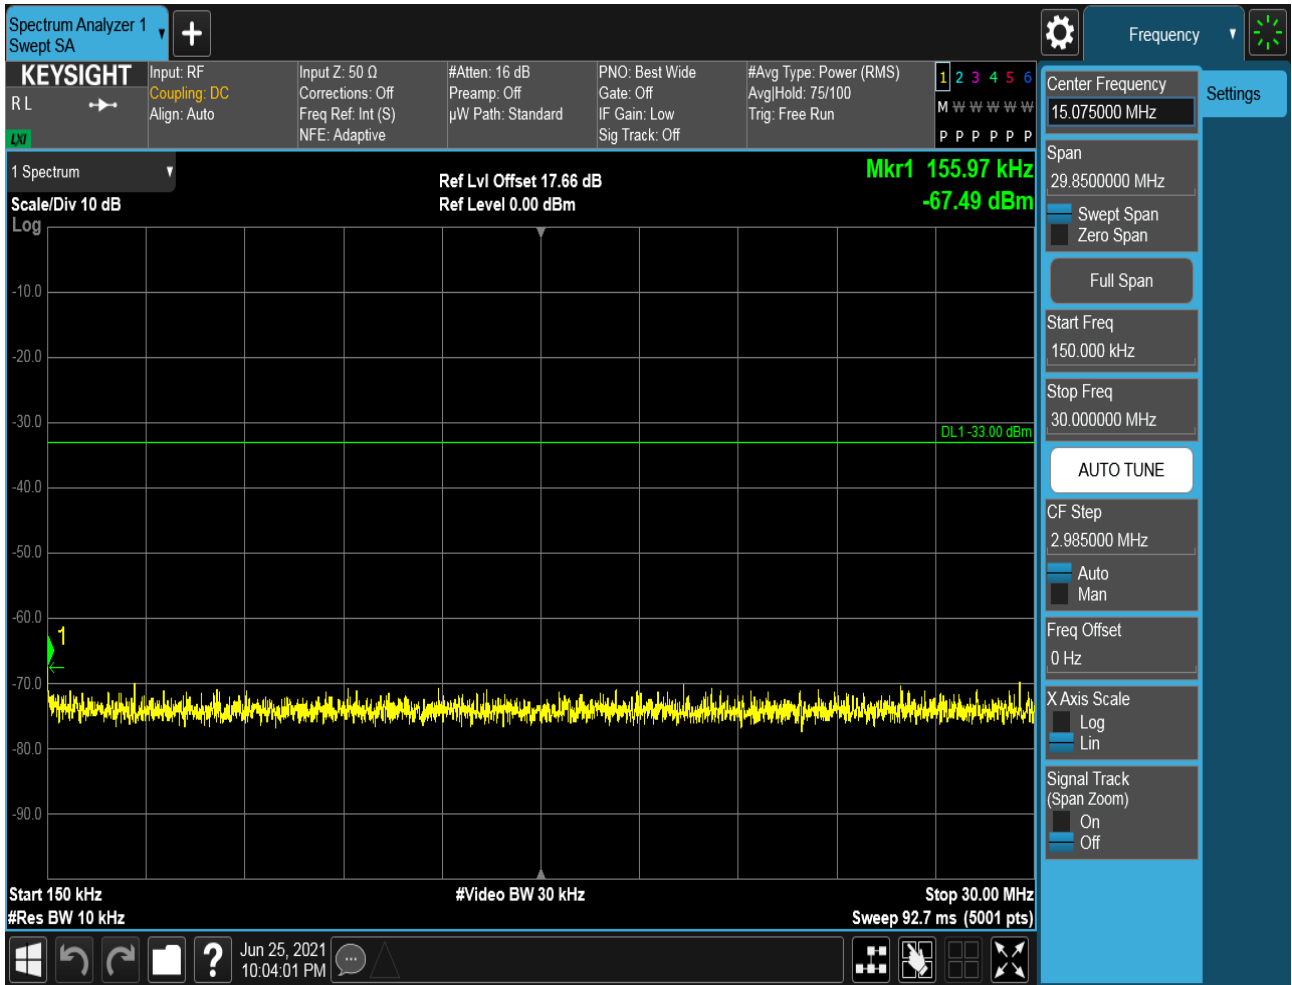 Spectrum Analyzer 1
Swept SA
Frequency
KEYSIGHT
R L
LXI
Input: RF
Coupling: DC
Align: Auto
Input Z: 50 Ω
Corrections: Off
Freq Ref: Int (S)
NFE: Adaptive
#Atten: 16 dB
Preamp: Off
µW Path: Standard
PNO: Best Wide
Gate: Off
IF Gain: Low
Sig Track: Off
#Avg Type: Power (RMS)
Avg|Hold: 75/100
Trig: Free Run
1 2 3 4 5 6
M W W W W W
P P P P P P
1 Spectrum
Scale/Div 10 dB
Log
Ref Lvl Offset 17.66 dB
Ref Level 0.00 dBm
Mkr1 155.97 kHz
-67.49 dBm
-10.0
-20.0
-30.0
DL1 -33.00 dBm
-40.0
-50.0
-60.0
1
-70.0
-80.0
-90.0
Start 150 kHz
#Video BW 30 kHz
Stop 30.00 MHz
#Res BW 10 kHz
Sweep 92.7 ms (5001 pts)
?
Jun 25, 2021
10:04:01 PM
Center Frequency
15.075000 MHz
Settings
Span
29.8500000 MHz
Swept Span
Zero Span
Full Span
Start Freq
150.000 kHz
Stop Freq
30.000000 MHz
AUTO TUNE
CF Step
2.985000 MHz
Auto
Man
Freq Offset
0 Hz
X Axis Scale
Log
Lin
Signal Track
(Span Zoom)
On
Off